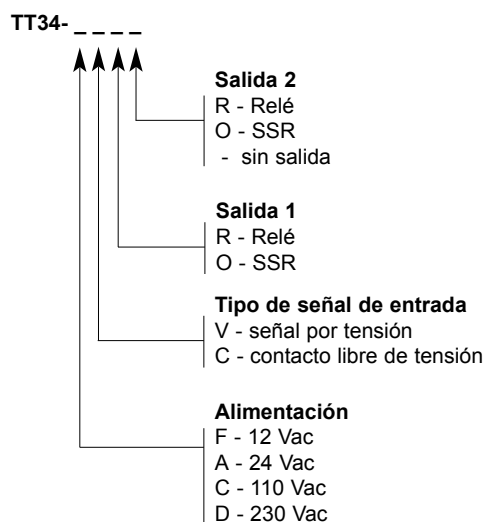 TT34- _ _ _ _
Salida 2
R - Relé
O - SSR
- sin salida
Salida 1
R - Relé
O - SSR
Tipo de señal de entrada
V - señal por tensión
C - contacto libre de tensión
Alimentación
F - 12 Vac
A - 24 Vac
C - 110 Vac
D - 230 Vac